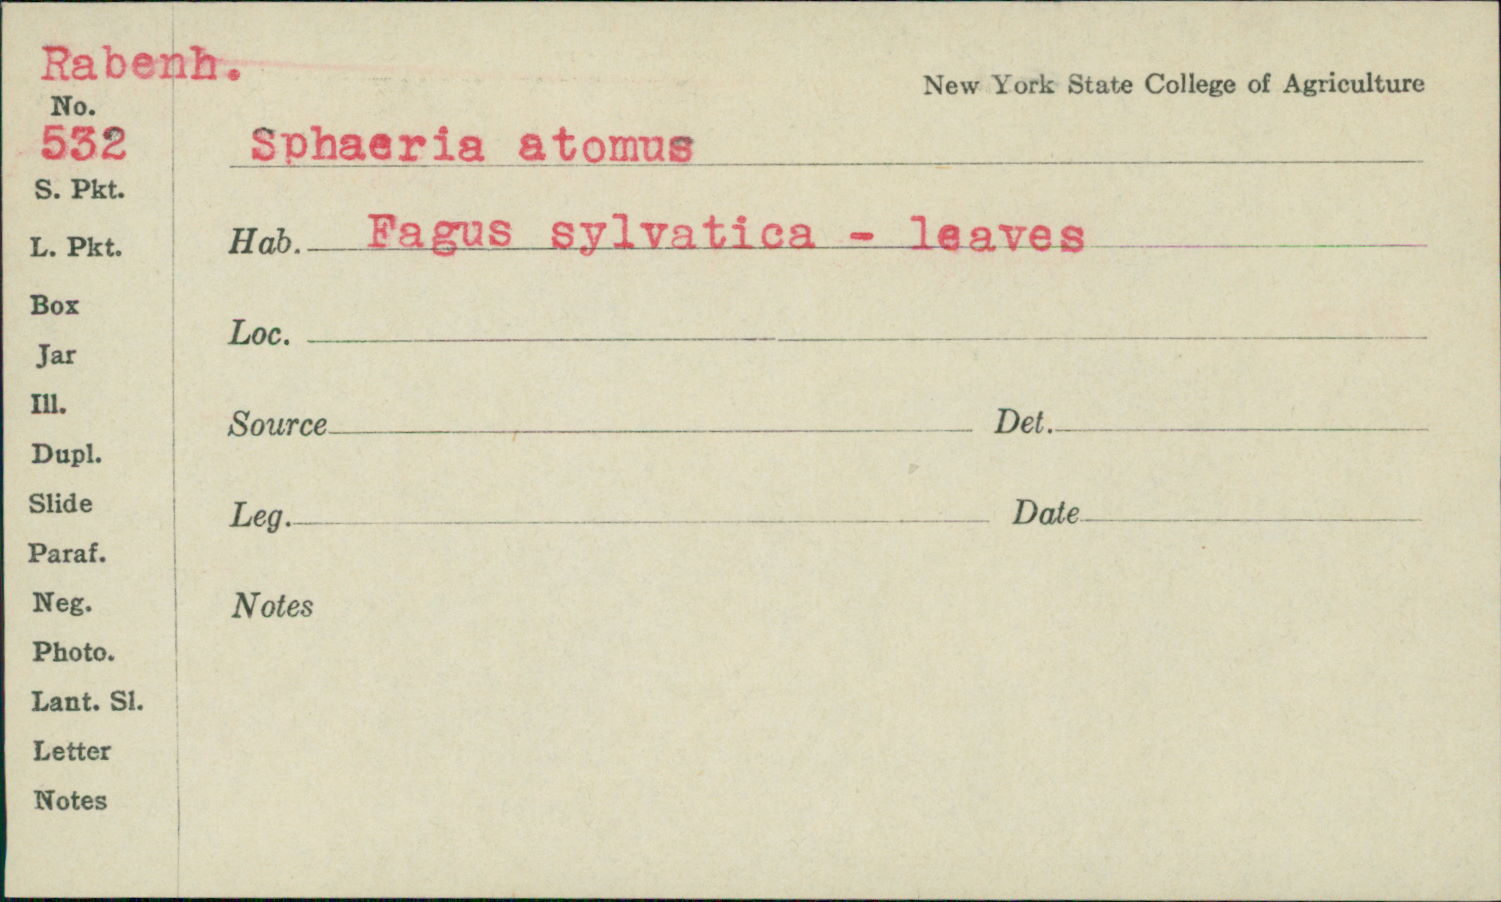 Rabenh.
New York State College of Agriculture
No.
532
Sphaeria atomus
S. Pkt.
Hab. Fagus sylvatica - leaves
L. Pkt.
Box
Loc.
Jar
Ill.
Source Det.
Dupl.
Slide
Leg. Date
Paraf.
Neg.
Notes
Photo.
Lant. Sl.
Letter
Notes